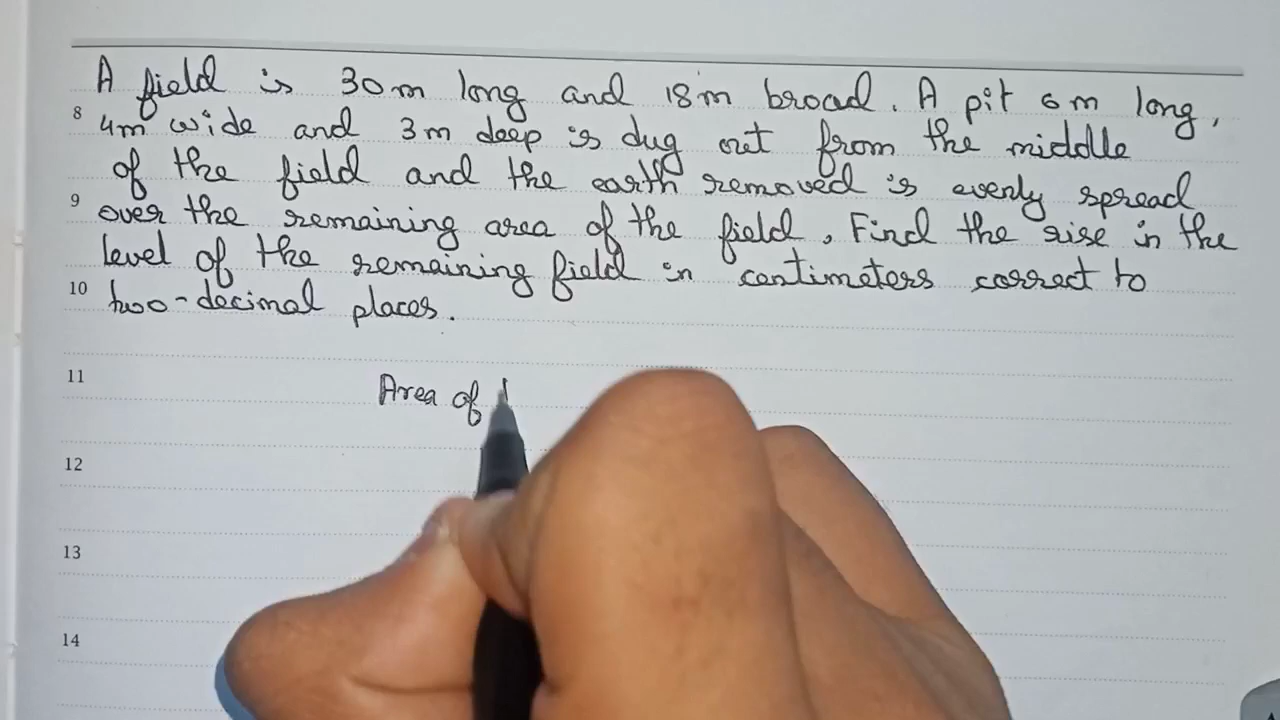 A field is 30m long and 18m broad. A pit 6m long,
8
4m wide and 3m deep is dug out from the middle
of the field and the earth removed is evenly spread
9
over the remaining area of the field. Find the rise in the
level of the remaining field in centimeters correct to
10
two-decimal places.
11
Area of
12
13
14